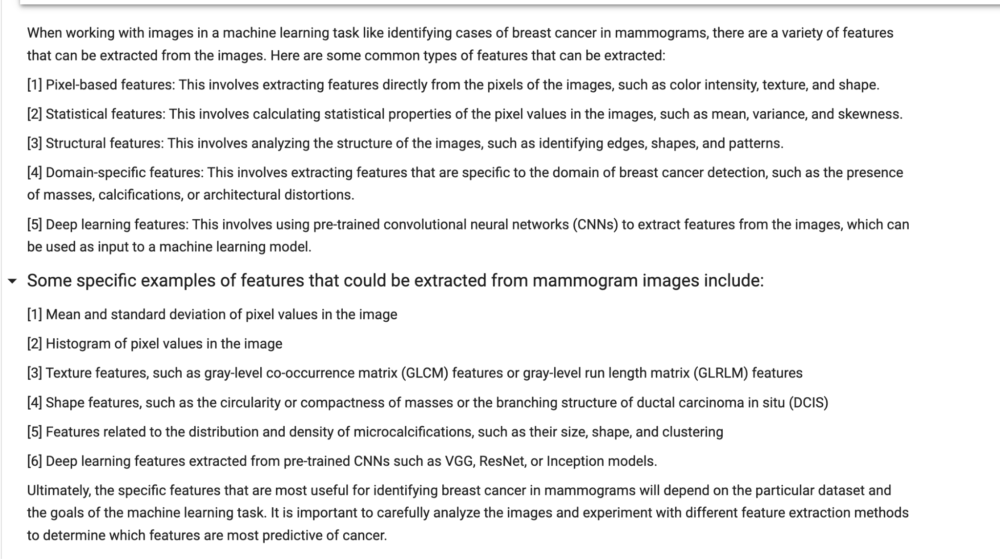 When working with images in a machine learning task like identifying cases of breast cancer in mammograms, there are a variety of features
that can be extracted from the images. Here are some common types of features that can be extracted:
[1] Pixel-based features: This involves extracting features directly from the pixels of the images, such as color intensity, texture, and shape.
[2] Statistical features: This involves calculating statistical properties of the pixel values in the images, such as mean, variance, and skewness.
[3] Structural features: This involves analyzing the structure of the images, such as identifying edges, shapes, and patterns.
[4] Domain-specific features: This involves extracting features that are specific to the domain of breast cancer detection, such as the presence
of masses, calcifications, or architectural distortions.
[5] Deep learning features: This involves using pre-trained convolutional neural networks (CNNs) to extract features from the images, which can
be used as input to a machine learning model.
Some specific examples of features that could be extracted from mammogram images include:
[1] Mean and standard deviation of pixel values in the image
[2] Histogram of pixel values in the image
[3] Texture features, such as gray-level co-occurrence matrix (GLCM) features or gray-level run length matrix (GLRLM) features
[4] Shape features, such as the circularity or compactness of masses or the branching structure of ductal carcinoma in situ (DCIS)
[5] Features related to the distribution and density of microcalcifications, such as their size, shape, and clustering
[6] Deep learning features extracted from pre-trained CNNs such as VGG, ResNet, or Inception models.
Ultimately, the specific features that are most useful for identifying breast cancer in mammograms will depend on the particular dataset and
the goals of the machine learning task. It is important to carefully analyze the images and experiment with different feature extraction methods
to determine which features are most predictive of cancer.